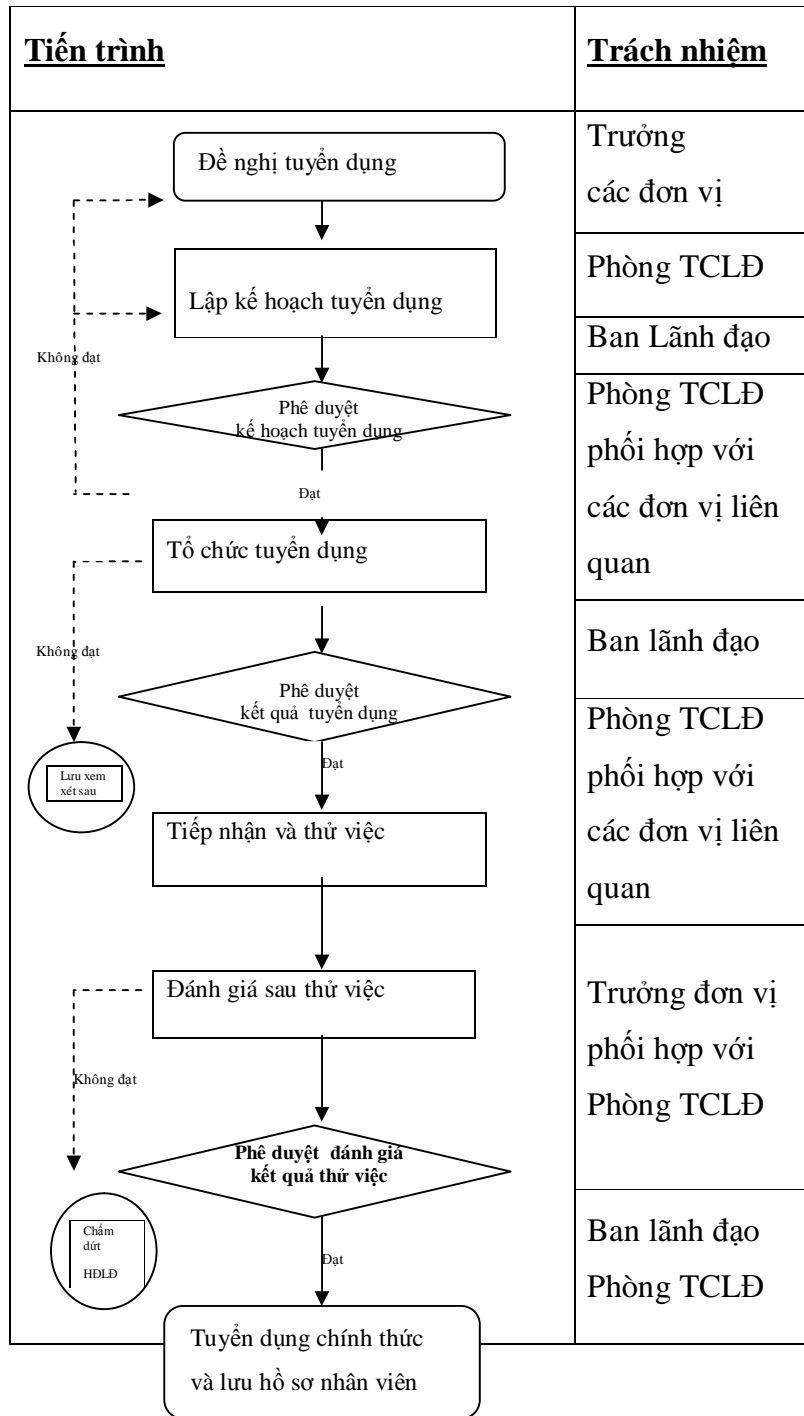 Tiến trình
Trách nhiệm
Đề nghị tuyển dụng
Trưởng
các đơn vị
Lập kế hoạch tuyển dụng
Phòng TCLĐ
Ban Lãnh đạo
Không đạt
Phê duyệt
kế hoạch tuyển dụng
Phòng TCLĐ
phối hợp với
các đơn vị liên
quan
Đạt
Tổ chức tuyển dụng
Không đạt
Phê duyệt
kết quả tuyển dụng
Ban lãnh đạo
Đạt
Lưu xem
xét sau
Tiếp nhận và thử việc
Phòng TCLĐ
phối hợp với
các đơn vị liên
quan
Đánh giá sau thử việc
Trưởng đơn vị
phối hợp với
Phòng TCLĐ
Không đạt
Phê duyệt đánh giá
kết quả thử việc
Chấm
dứt
HĐLĐ
Đạt
Ban lãnh đạo
Phòng TCLĐ
Tuyển dụng chính thức
và lưu hồ sơ nhân viên